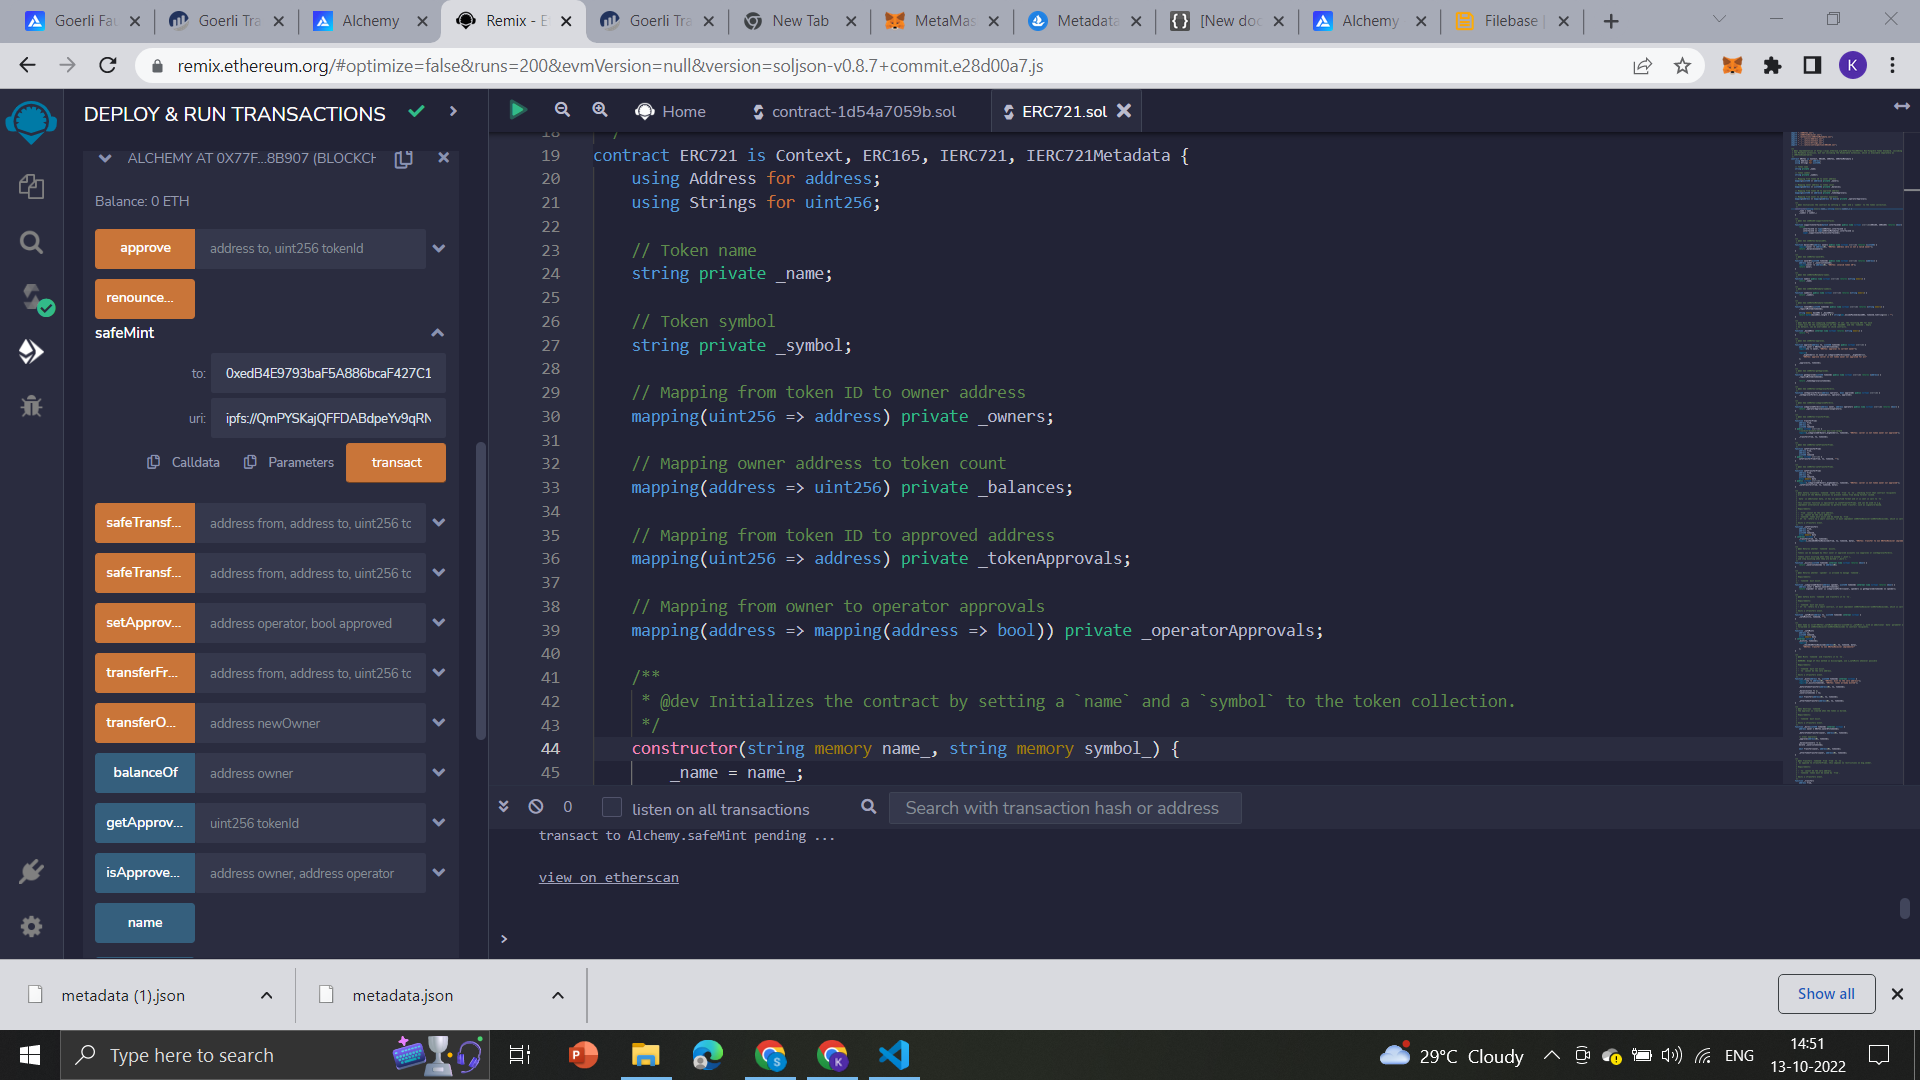 Goerli Fau
Goerli Tra
Alchemy
Remix - E
Goerli Tra
New Tab
MetaMas
Metadata
[New doc
Alchemy
Filebase
remix.ethereum.org/#optimize=false&runs=200&evmVersion=null&version=soljson-v0.8.7+commit.e28d00a7.js
K
DEPLOY & RUN TRANSACTIONS
Home
contract-1d54a7059b.sol
ERC721.sol
ALCHEMY AT 0X77F...8B907 (BLOCKCH
Balance: 0 ETH
approve
address to, uint256 tokenId
renounce...
safeMint
to:
0xedB4E9793baF5A886bcaF427C1
uri:
ipfs://QmPYSKajQFFDABdpeYv9qRN
Calldata
Parameters
transact
safeTransf...
address from, address to, uint256 tc
safeTransf...
address from, address to, uint256 tc
setApprov...
address operator, bool approved
transferFr...
address from, address to, uint256 tc
transferO...
address newOwner
balanceOf
address owner
getApprov...
uint256 tokenId
isApprove...
address owner, address operator
name
18 */
19 contract ERC721 is Context, ERC165, IERC721, IERC721Metadata {
20 using Address for address;
21 using Strings for uint256;
22
23 // Token name
24 string private _name;
25
26 // Token symbol
27 string private _symbol;
28
29 // Mapping from token ID to owner address
30 mapping(uint256 => address) private _owners;
31
32 // Mapping owner address to token count
33 mapping(address => uint256) private _balances;
34
35 // Mapping from token ID to approved address
36 mapping(uint256 => address) private _tokenApprovals;
37
38 // Mapping from owner to operator approvals
39 mapping(address => mapping(address => bool)) private _operatorApprovals;
40
41 /**
42 * @dev Initializes the contract by setting a `name` and a `symbol` to the token collection.
43 */
44 constructor(string memory name_, string memory symbol_) {
45 _name = name_;
0
listen on all transactions
Search with transaction hash or address
transact to Alchemy.safeMint pending ...
view on etherscan
>
metadata (1).json
metadata.json
Show all
Type here to search
29°C Cloudy
ENG
14:51
13-10-2022